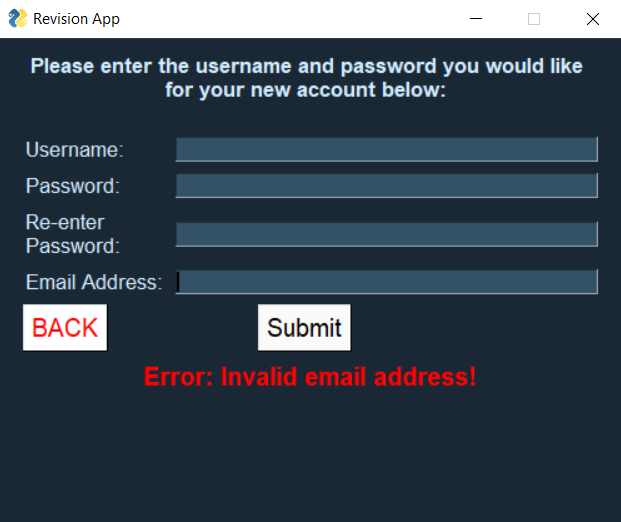 Revision App
Please enter the username and password you would like
for your new account below:
Username:
Password:
Re-enter
Password:
Email Address:
BACK
Submit
Error: Invalid email address!